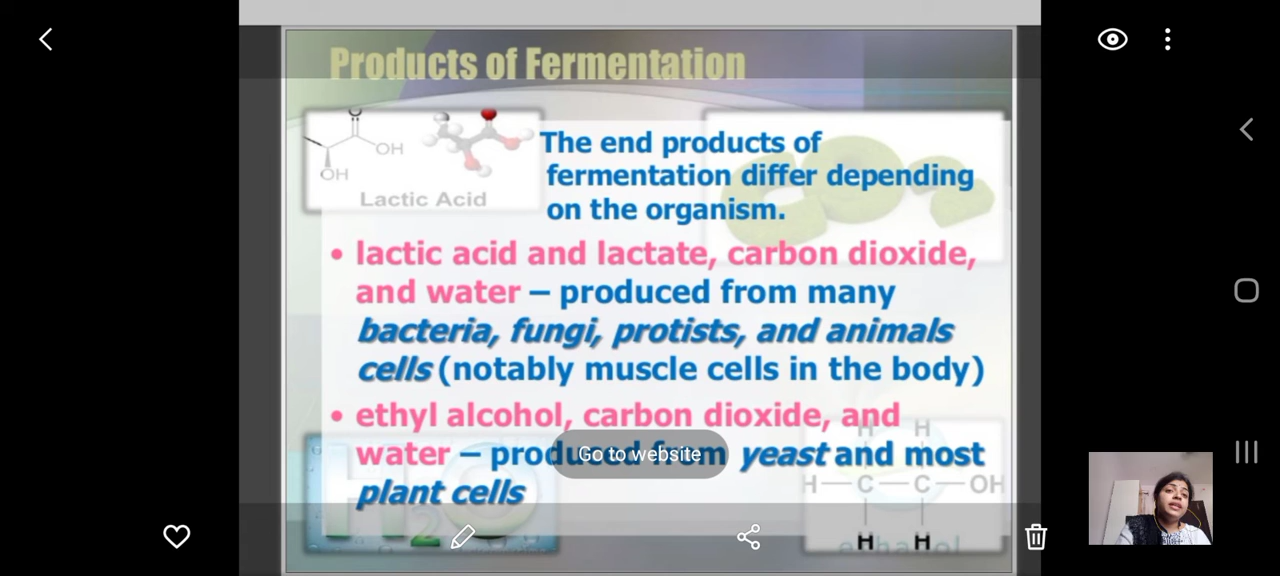 Products of Fermentation
O
OH
OH
Lactic Acid
The end products of
fermentation differ depending
on the organism.
• lactic acid and lactate, carbon dioxide,
and water – produced from many
bacteria, fungi, protists, and animals
cells (notably muscle cells in the body)
• ethyl alcohol, carbon dioxide, and
water – produced from yeast and most
plant cells
Go to website
H H
H—C—C—OH
H H
ethanol
H2O